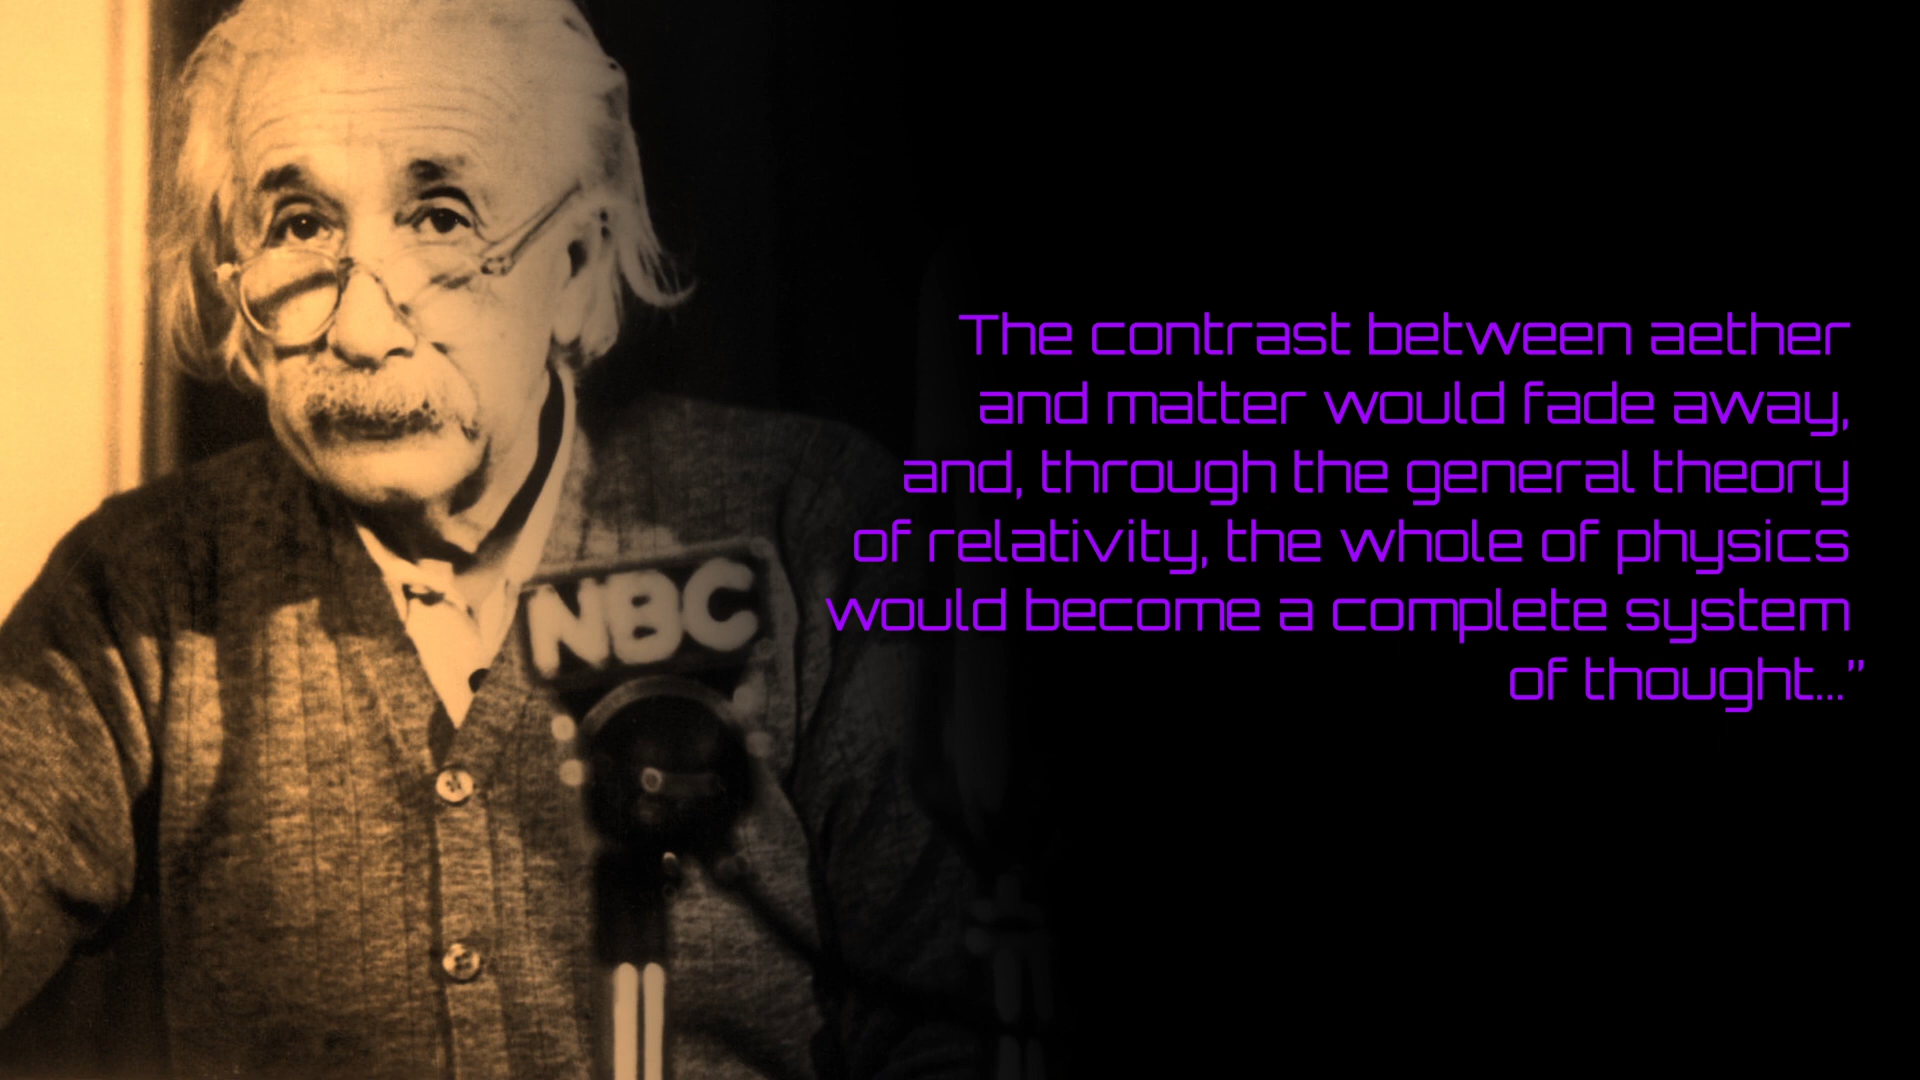 NBC
The contrast between aether
and matter would fade away,
and, through the general theory
of relativity, the whole of physics
would become a complete system
of thought...”